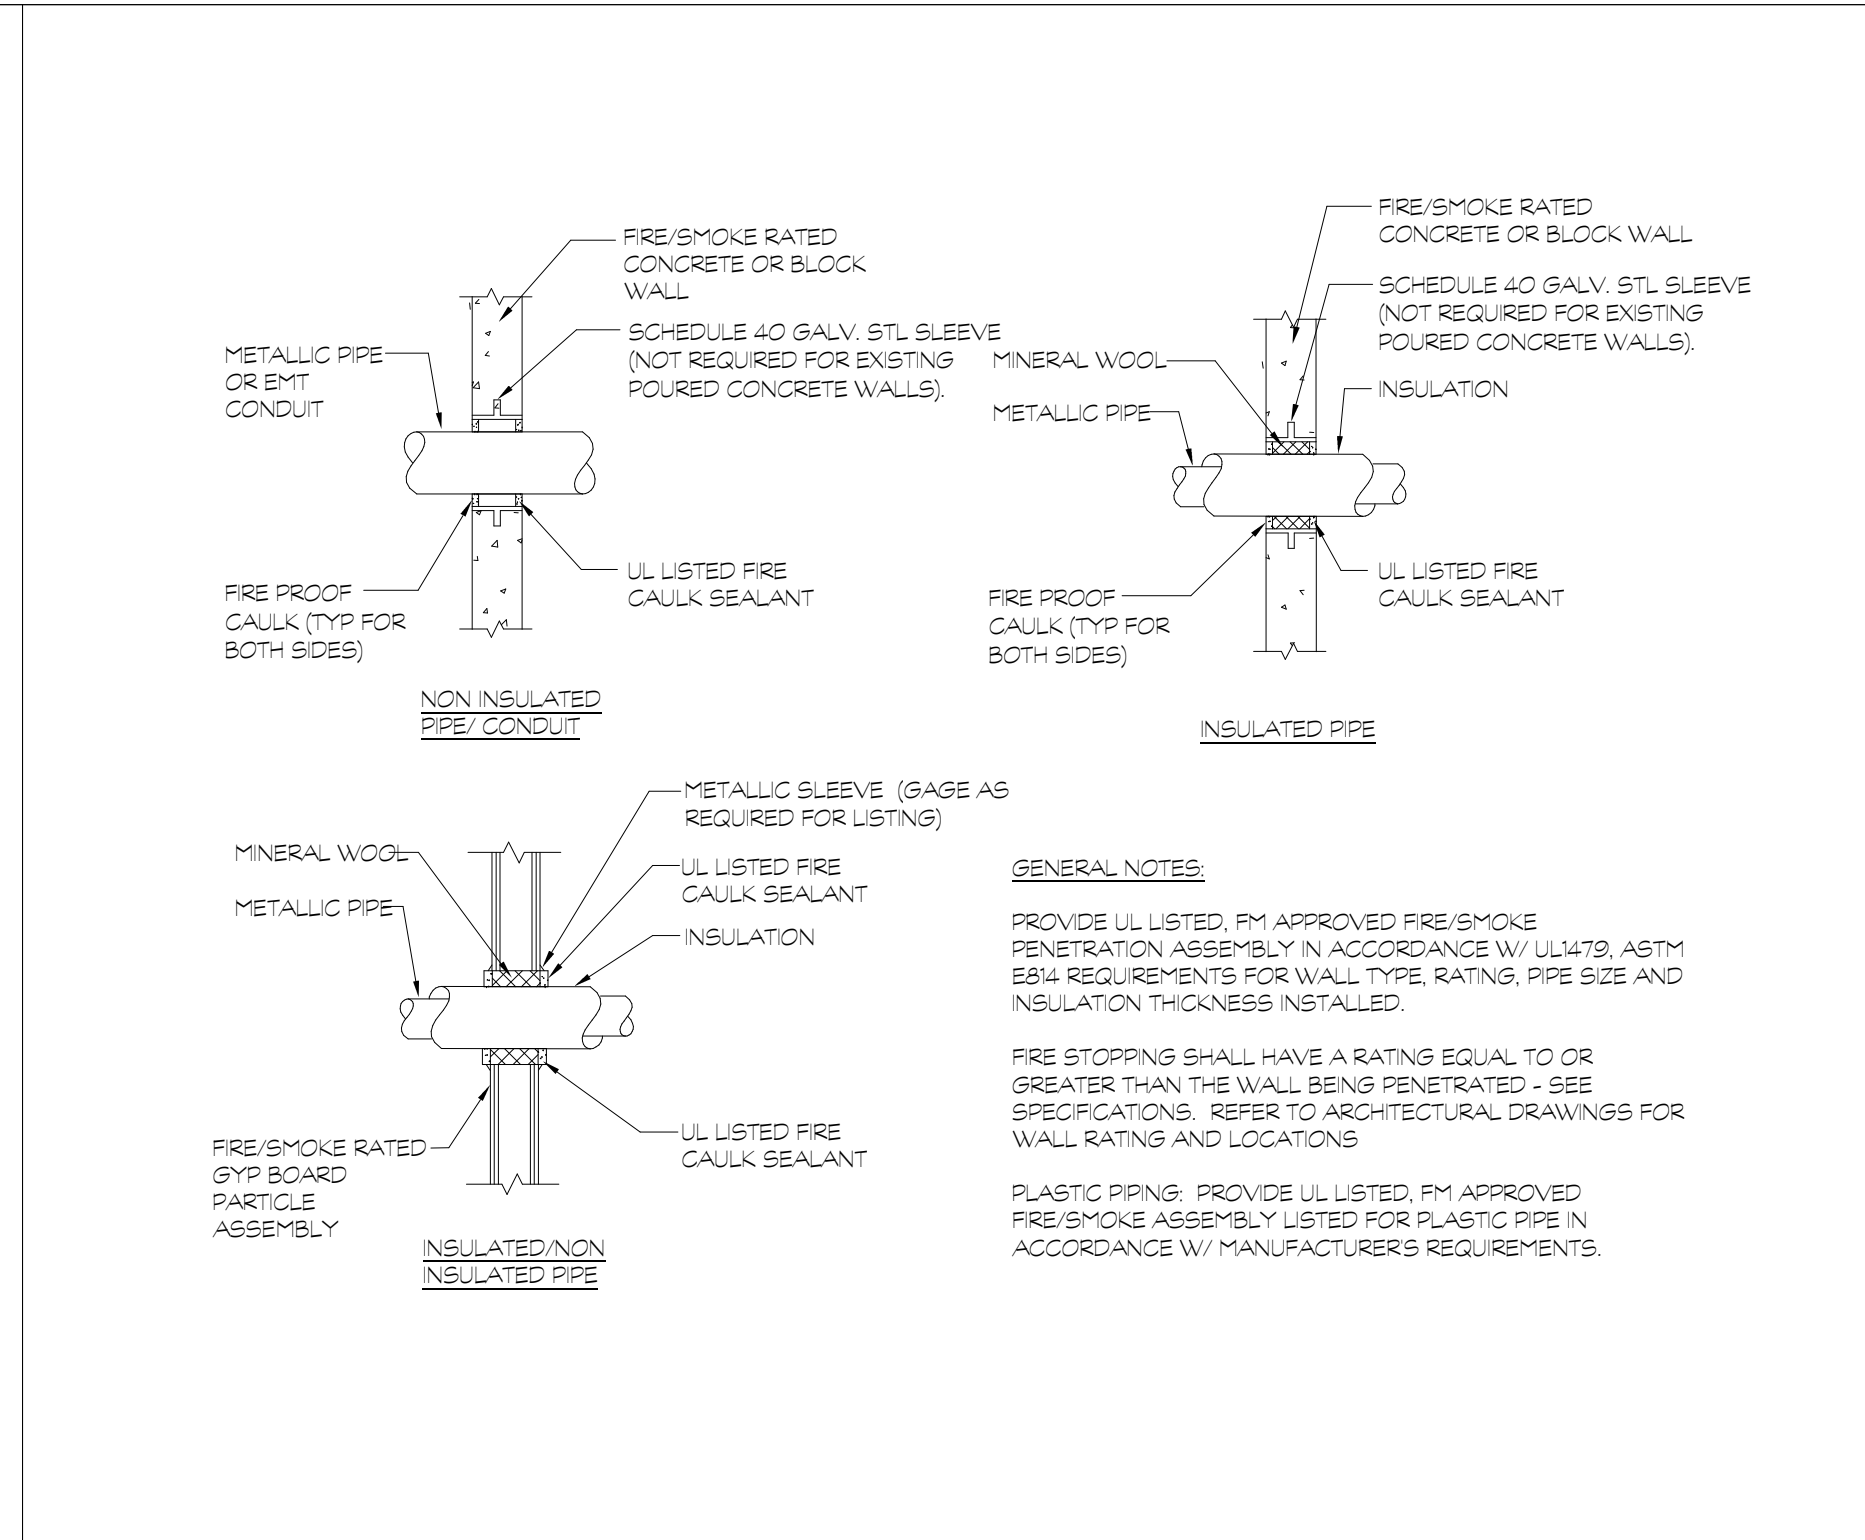 FIRE/SMOKE RATED
CONCRETE OR BLOCK
WALL
SCHEDULE 40 GALV. STL SLEEVE
(NOT REQUIRED FOR EXISTING
POURED CONCRETE WALLS).
METALLIC PIPE
OR EMT
CONDUIT
FIRE PROOF
CAULK (TYP FOR
BOTH SIDES)
UL LISTED FIRE
CAULK SEALANT
NON INSULATED
PIPE/ CONDUIT
FIRE/SMOKE RATED
CONCRETE OR BLOCK WALL
SCHEDULE 40 GALV. STL SLEEVE
(NOT REQUIRED FOR EXISTING
POURED CONCRETE WALLS).
MINERAL WOOL
INSULATION
METALLIC PIPE
FIRE PROOF
CAULK (TYP FOR
BOTH SIDES)
UL LISTED FIRE
CAULK SEALANT
INSULATED PIPE
METALLIC SLEEVE (GAGE AS
REQUIRED FOR LISTING)
MINERAL WOOL
UL LISTED FIRE
CAULK SEALANT
METALLIC PIPE
INSULATION
FIRE/SMOKE RATED
GYP BOARD
PARTICLE
ASSEMBLY
UL LISTED FIRE
CAULK SEALANT
INSULATED/NON
INSULATED PIPE
GENERAL NOTES:
PROVIDE UL LISTED, FM APPROVED FIRE/SMOKE
PENETRATION ASSEMBLY IN ACCORDANCE W/ UL1479, ASTM
E814 REQUIREMENTS FOR WALL TYPE, RATING, PIPE SIZE AND
INSULATION THICKNESS INSTALLED.
FIRE STOPPING SHALL HAVE A RATING EQUAL TO OR
GREATER THAN THE WALL BEING PENETRATED - SEE
SPECIFICATIONS. REFER TO ARCHITECTURAL DRAWINGS FOR
WALL RATING AND LOCATIONS
PLASTIC PIPING: PROVIDE UL LISTED, FM APPROVED
FIRE/SMOKE ASSEMBLY LISTED FOR PLASTIC PIPE IN
ACCORDANCE W/ MANUFACTURER'S REQUIREMENTS.